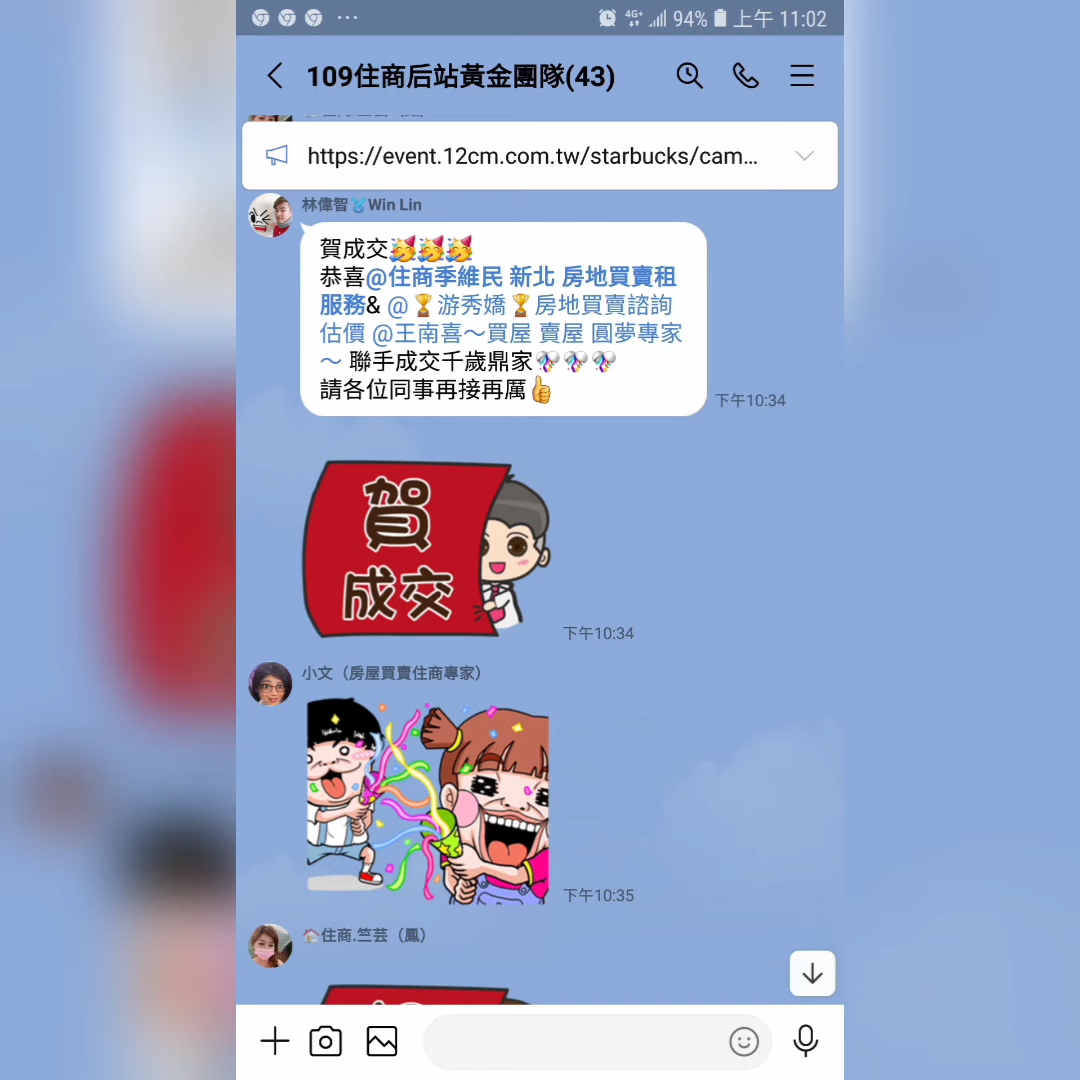 4G+ 94% 上午 11:02
109住商后站黃金團隊(43)
https://event.12cm.com.tw/starbucks/cam...
林偉智 Win Lin
賀成交🥳🥳🥳
恭喜@住商季維民 新北 房地買賣租
服務& @🏆游秀嬌🏆房地買賣諮詢
估價 @王南喜～買屋 賣屋 圓夢專家
～ 聯手成交千歲鼎家🎊🎊🎊
請各位同事再接再厲👍
下午10:34
賀
成交
下午10:34
小文（房屋買賣住商專家）
下午10:35
🏠住商.竺芸（鳳）